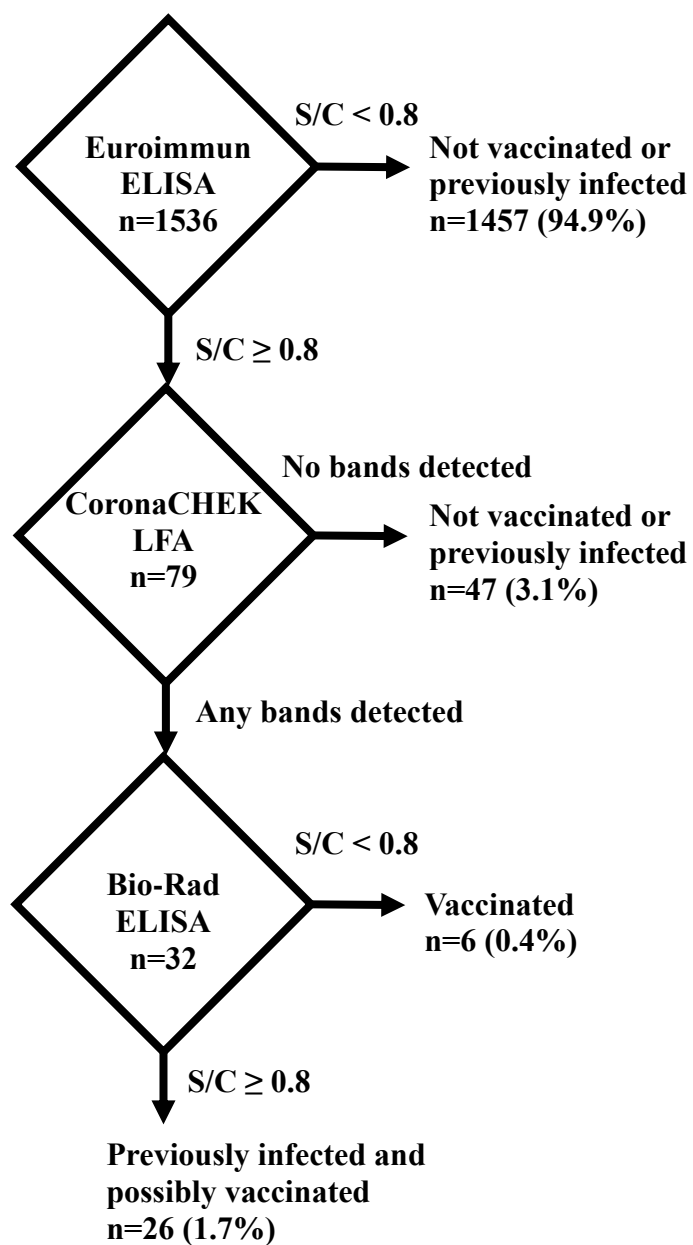 S/C < 0.8
Euroimmun
ELISA
n=1536
Not vaccinated or
previously infected
n=1457 (94.9%)
S/C ≥ 0.8
No bands detected
CoronaCHEK
LFA
n=79
Not vaccinated or
previously infected
n=47 (3.1%)
Any bands detected
S/C < 0.8
Bio-Rad
ELISA
n=32
Vaccinated
n=6 (0.4%)
S/C ≥ 0.8
Previously infected and
possibly vaccinated
n=26 (1.7%)